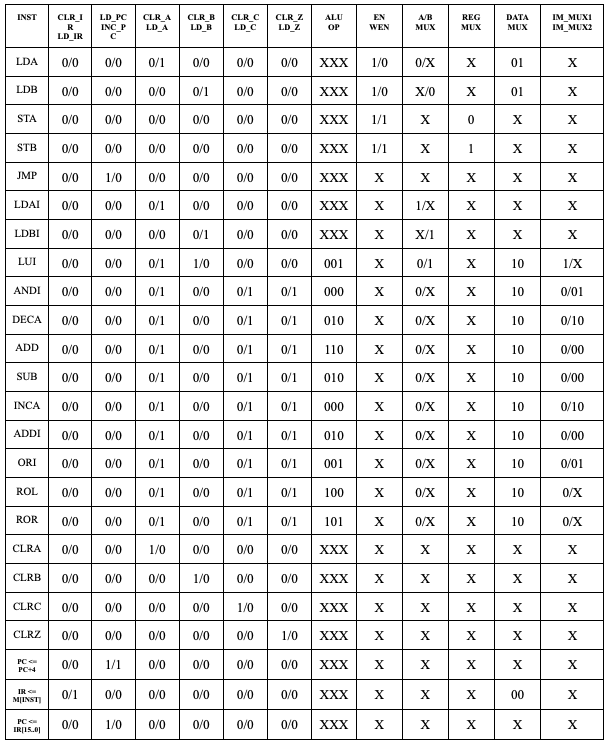 INST CLR_I R LD_IR LD_PC INC_P C CLR_A LD_A CLR_B LD_B CLR_C LD_C CLR_Z LD_Z ALU OP EN WEN A/B MUX REG MUX DATA MUX IM_MUX1 IM_MUX2
LDA 0/0 0/0 0/1 0/0 0/0 0/0 XXX 1/0 0/X X 01 X
LDB 0/0 0/0 0/0 0/1 0/0 0/0 XXX 1/0 X/0 X 01 X
STA 0/0 0/0 0/0 0/0 0/0 0/0 XXX 1/1 X 0 X X
STB 0/0 0/0 0/0 0/0 0/0 0/0 XXX 1/1 X 1 X X
JMP 0/0 1/0 0/0 0/0 0/0 0/0 XXX X X X X X
LDAI 0/0 0/0 0/1 0/0 0/0 0/0 XXX X 1/X X X X
LDBI 0/0 0/0 0/0 0/1 0/0 0/0 XXX X X/1 X X X
LUI 0/0 0/0 0/1 1/0 0/0 0/0 001 X 0/1 X 10 1/X
ANDI 0/0 0/0 0/1 0/0 0/1 0/1 000 X 0/X X 10 0/01
DECA 0/0 0/0 0/1 0/0 0/1 0/1 010 X 0/X X 10 0/10
ADD 0/0 0/0 0/1 0/0 0/1 0/1 110 X 0/X X 10 0/00
SUB 0/0 0/0 0/1 0/0 0/1 0/1 010 X 0/X X 10 0/00
INCA 0/0 0/0 0/1 0/0 0/1 0/1 000 X 0/X X 10 0/10
ADDI 0/0 0/0 0/1 0/0 0/1 0/1 010 X 0/X X 10 0/00
ORI 0/0 0/0 0/1 0/0 0/1 0/1 001 X 0/X X 10 0/01
ROL 0/0 0/0 0/1 0/0 0/1 0/1 100 X 0/X X 10 0/X
ROR 0/0 0/0 0/1 0/0 0/1 0/1 101 X 0/X X 10 0/X
CLRA 0/0 0/0 1/0 0/0 0/0 0/0 XXX X X X X X
CLRB 0/0 0/0 0/0 1/0 0/0 0/0 XXX X X X X X
CLRC 0/0 0/0 0/0 0/0 1/0 0/0 XXX X X X X X
CLRZ 0/0 0/0 0/0 0/0 0/0 1/0 XXX X X X X X
PC <= PC+4 0/0 1/1 0/0 0/0 0/0 0/0 XXX X X X X X
IR <= M[INST] 0/1 0/0 0/0 0/0 0/0 0/0 XXX X X X 00 X
PC <= IR[15..0] 0/0 1/0 0/0 0/0 0/0 0/0 XXX X X X X X